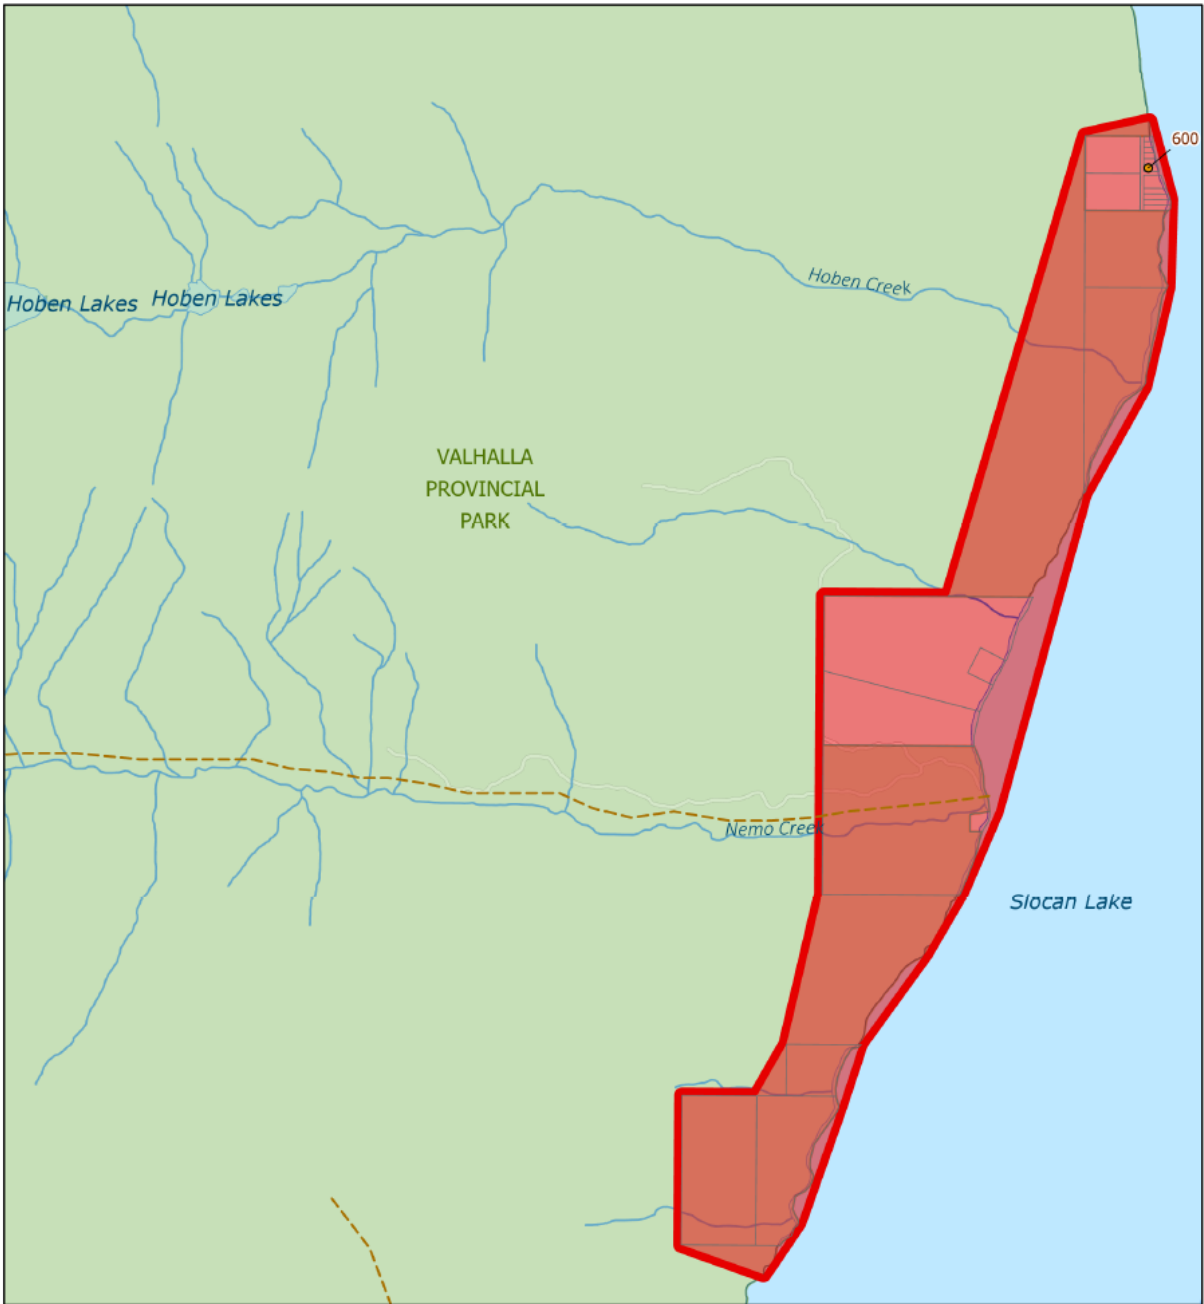 600
Hoben Creek
Hoben Lakes
Hoben Lakes
VALHALLA
PROVINCIAL
PARK
Nemo Creek
Slocan Lake